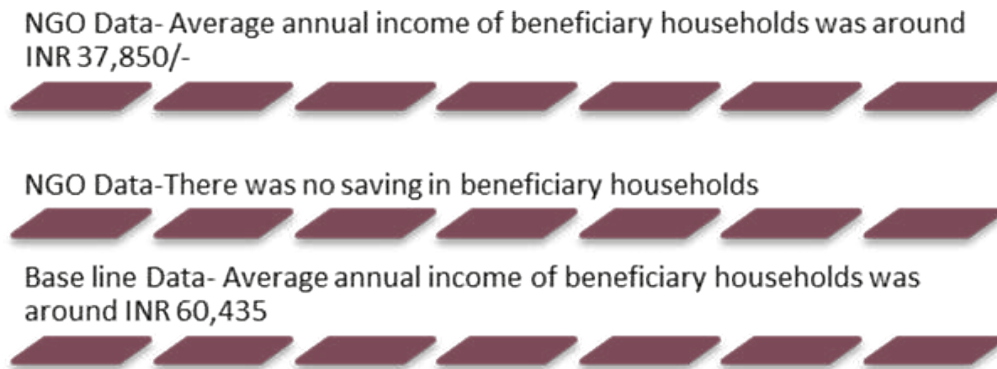 NGO Data- Average annual income of beneficiary households was around
INR 37,850/-
NGO Data-There was no saving in beneficiary households
Base line Data- Average annual income of beneficiary households was
around INR 60,435